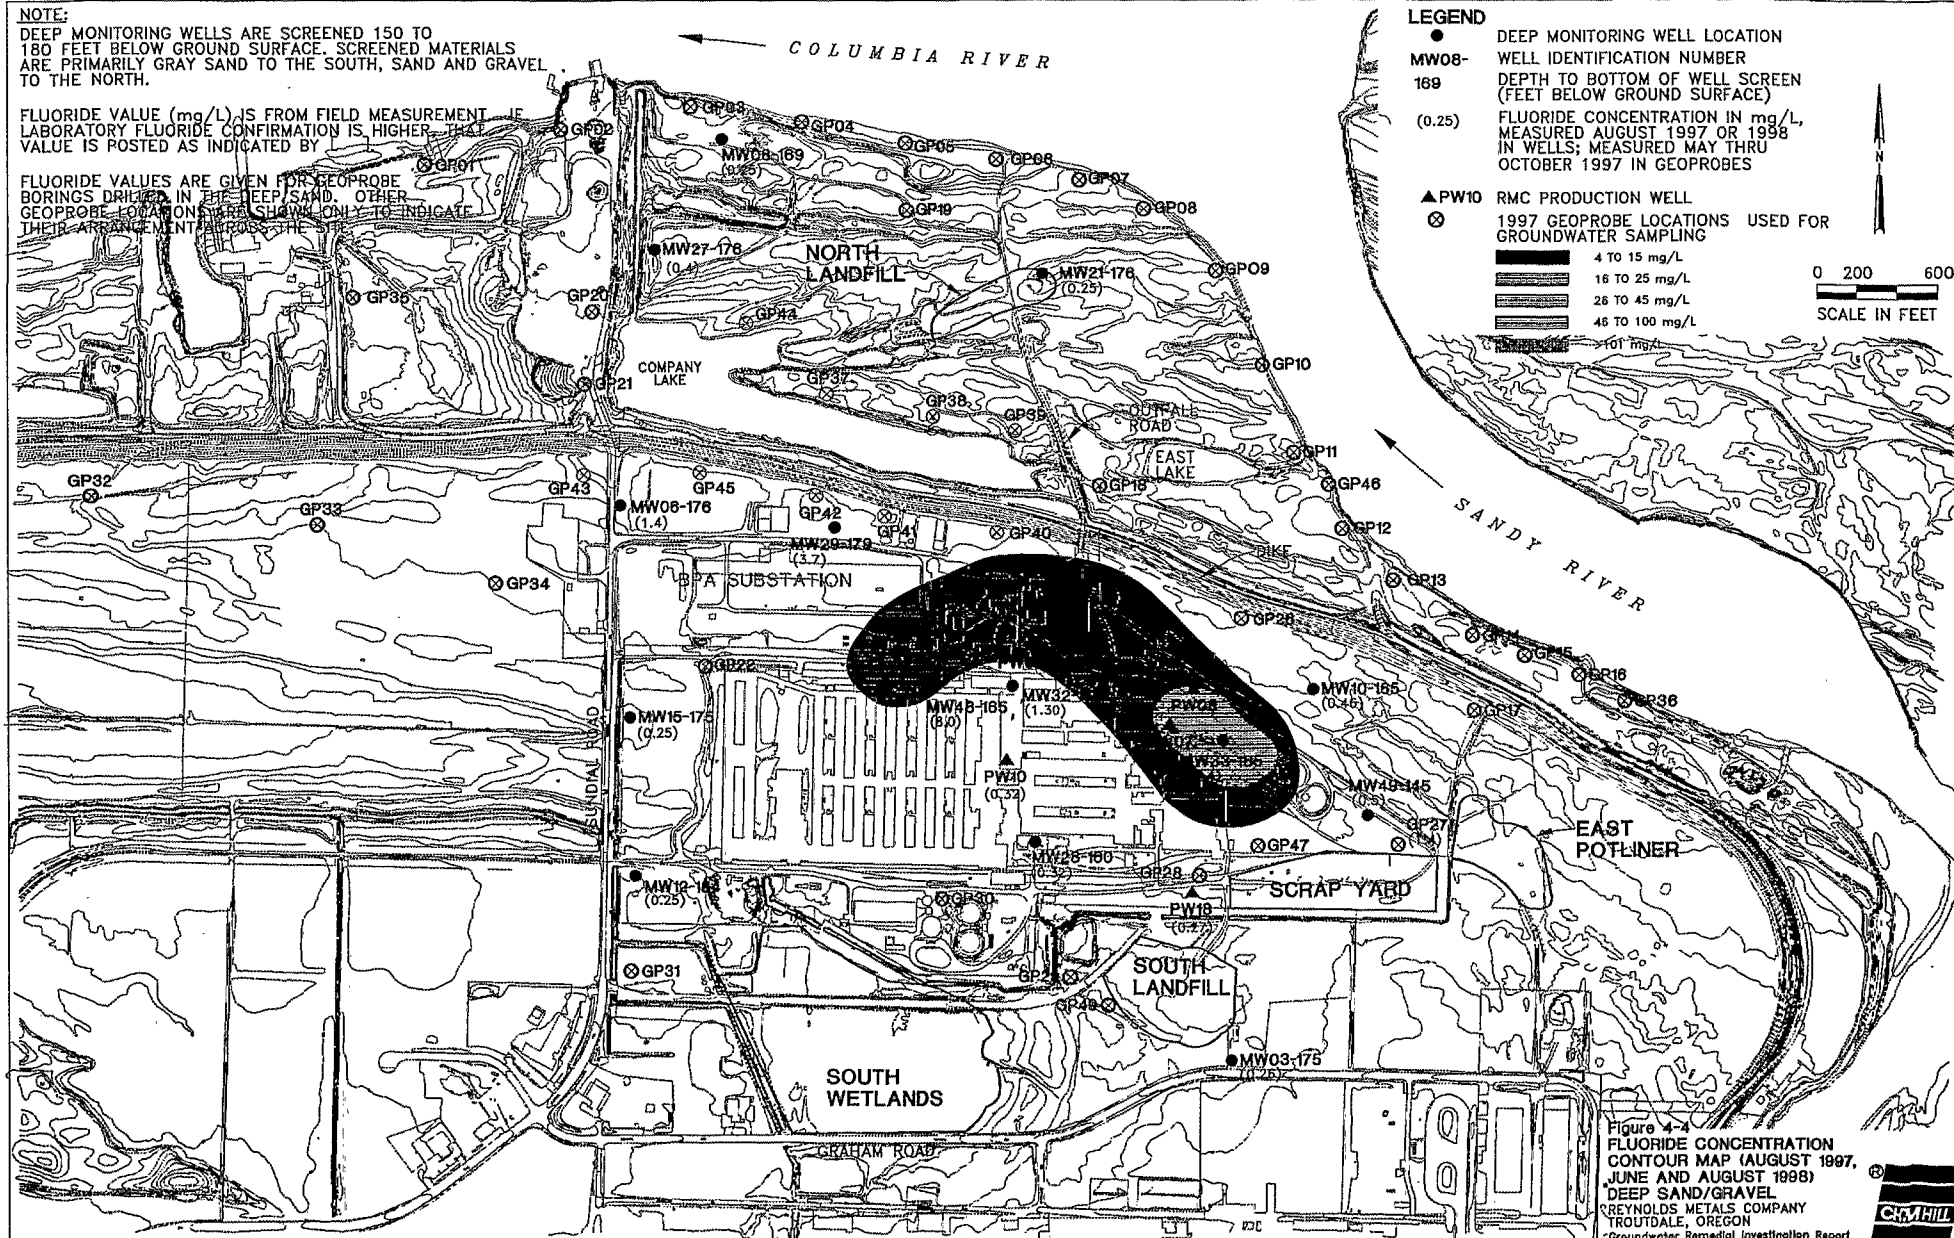 NOTE:
DEEP MONITORING WELLS ARE SCREENED 150 TO
180 FEET BELOW GROUND SURFACE. SCREENED MATERIALS
ARE PRIMARILY GRAY SAND TO THE SOUTH, SAND AND GRAVEL
TO THE NORTH.
FLUORIDE VALUE (mg/L) IS FROM FIELD MEASUREMENT. IF
LABORATORY FLUORIDE CONFIRMATION IS HIGHER, THAT
VALUE IS POSTED AS INDICATED BY
FLUORIDE VALUES ARE GIVEN FOR GEOPROBE
BORINGS DRILLED IN THE DEEP SAND. OTHER
GEOPROBE LOCATIONS ARE SHOWN ONLY TO INDICATE
THEIR ARRANGEMENT ACROSS THE SITE
COLUMBIA RIVER
LEGEND
DEEP MONITORING WELL LOCATION
MW08- WELL IDENTIFICATION NUMBER
169 DEPTH TO BOTTOM OF WELL SCREEN
(FEET BELOW GROUND SURFACE)
(0.25) FLUORIDE CONCENTRATION IN mg/L,
MEASURED AUGUST 1997 OR 1998
IN WELLS; MEASURED MAY THRU
OCTOBER 1997 IN GEOPROBES
PW10 RMC PRODUCTION WELL
1997 GEOPROBE LOCATIONS USED FOR
GROUNDWATER SAMPLING
4 TO 15 mg/L
16 TO 25 mg/L
26 TO 45 mg/L
46 TO 100 mg/L
>101 mg/L
N
0 200 600
SCALE IN FEET
GP03
GP04
GP02
GP05
GP06
GP01
MW08-169
(0.25)
GP07
GP19
GP08
MW27-176
(0.4)
NORTH
LANDFILL
MW21-176
(0.25)
GP09
GP35
GP20
GP44
GP10
COMPANY
LAKE
GP21
GP37
GP38
GP39
OUTFALL
ROAD
EAST
LAKE
GP11
GP32
GP43
GP45
GP18
GP46
GP33
MW06-176
(1.4)
GP42
GP41
GP40
GP12
MW29-179
(3.7)
DIKE
SANDY RIVER
GP34
BPA SUBSTATION
GP13
GP26
GP14
GP15
GP22
GP16
GP36
MW32-
(1.30)
MW10-165
(0.46)
MW48-165
(8.0)
PW08
GP17
MW15-175
(0.25)
SUNDIAL ROAD
PW10
(0.32)
MW33-165
MW49-145
(0.5)
GP27
EAST
POTLINER
GP47
MW28-160
(0.32)
GP28
SCRAP YARD
MW12-184
(0.25)
GP30
PW18
(0.27)
GP31
SOUTH
LANDFILL
GP49
MW03-175
(0.26)
SOUTH
WETLANDS
GRAHAM ROAD
Figure 4-4
FLUORIDE CONCENTRATION
CONTOUR MAP (AUGUST 1997,
JUNE AND AUGUST 1998)
DEEP SAND/GRAVEL
REYNOLDS METALS COMPANY
TROUTDALE, OREGON
Groundwater Remedial Investigation Report
CH2M HILL